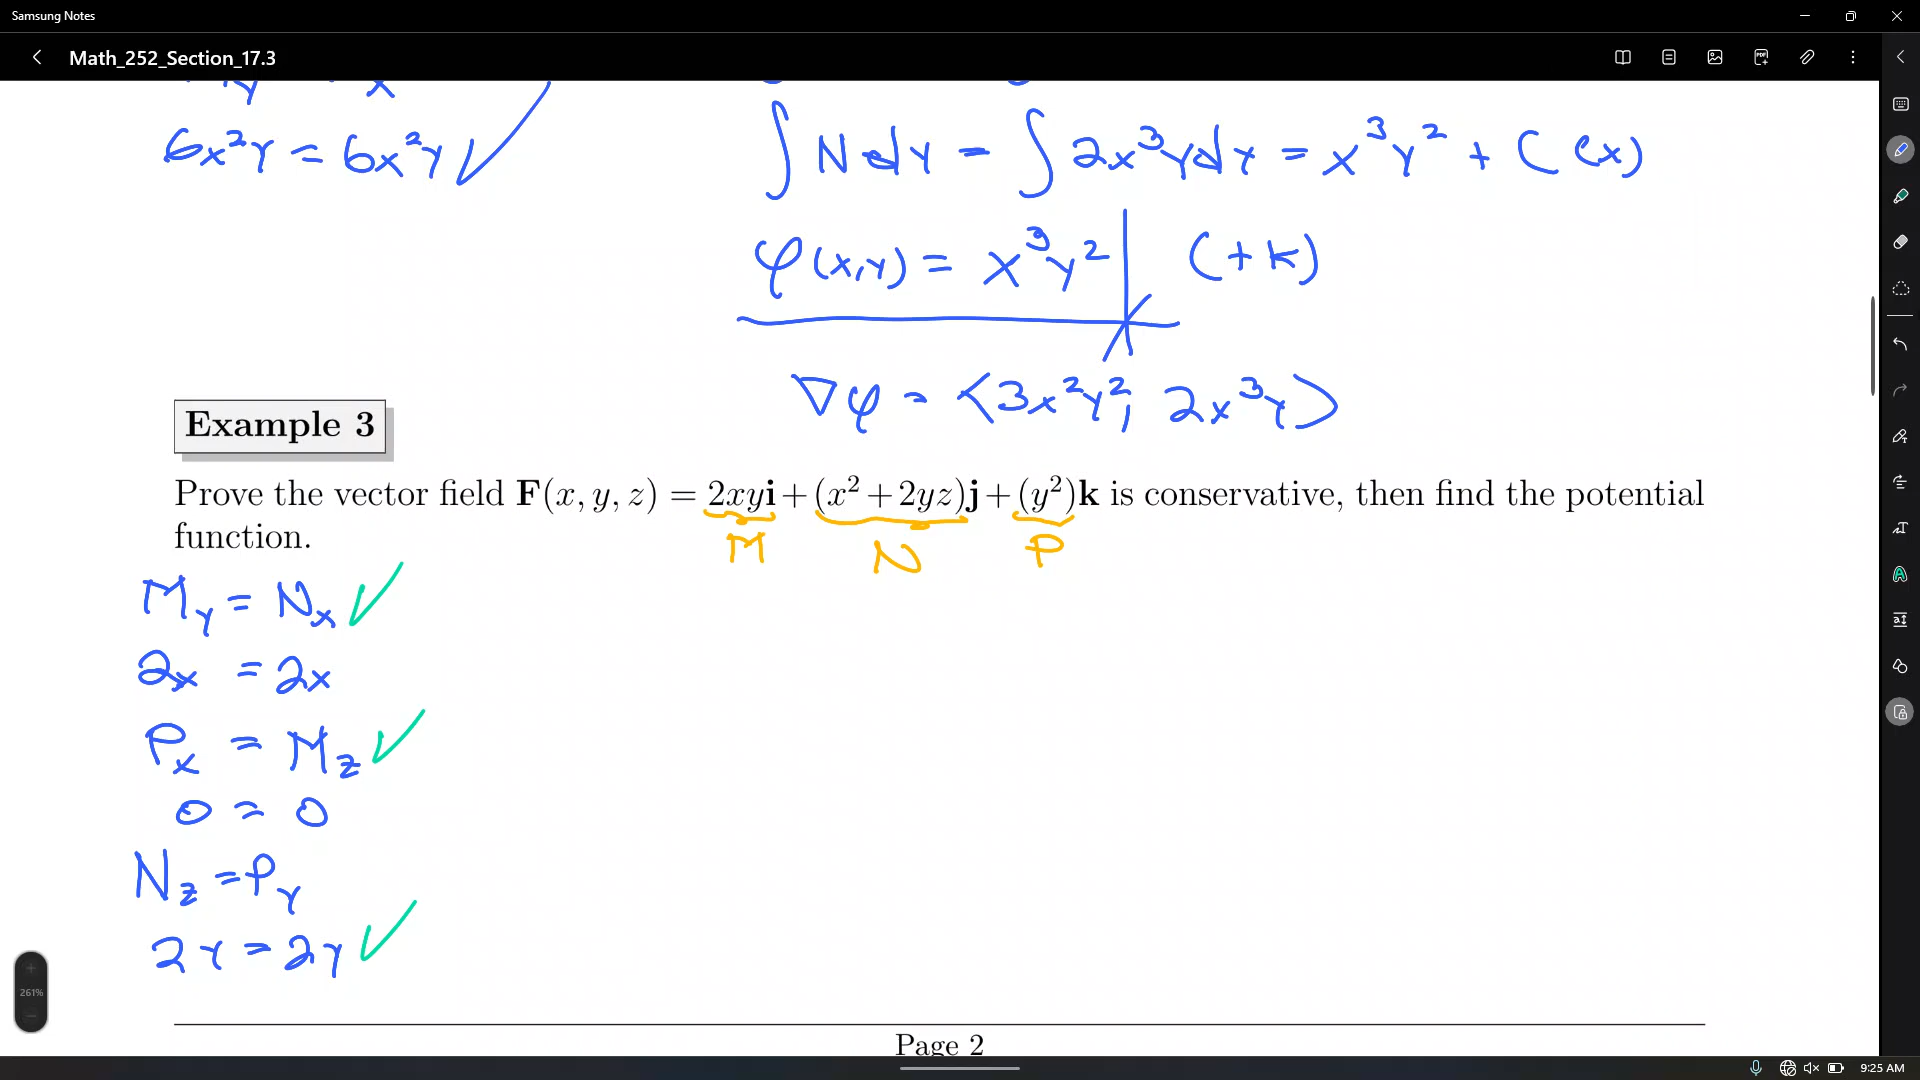 Samsung Notes
Math_252_Section_17.3
6x²y = 6x²y ✓
∫ N dy = ∫ 2x³y dy = x³y² + C(x)
φ(x,y) = x³y² (+k)
∇φ = ⟨3x²y², 2x³y⟩
Example 3
Prove the vector field F(x, y, z) = 2xyi+(x²+2yz)j+(y²)k is conservative, then find the potential
function.
M N P
M_y = N_x ✓
2x = 2x
P_x = M_z ✓
0 = 0
N_z = P_y
2y = 2y ✓
261%
Page 2
9:25 AM